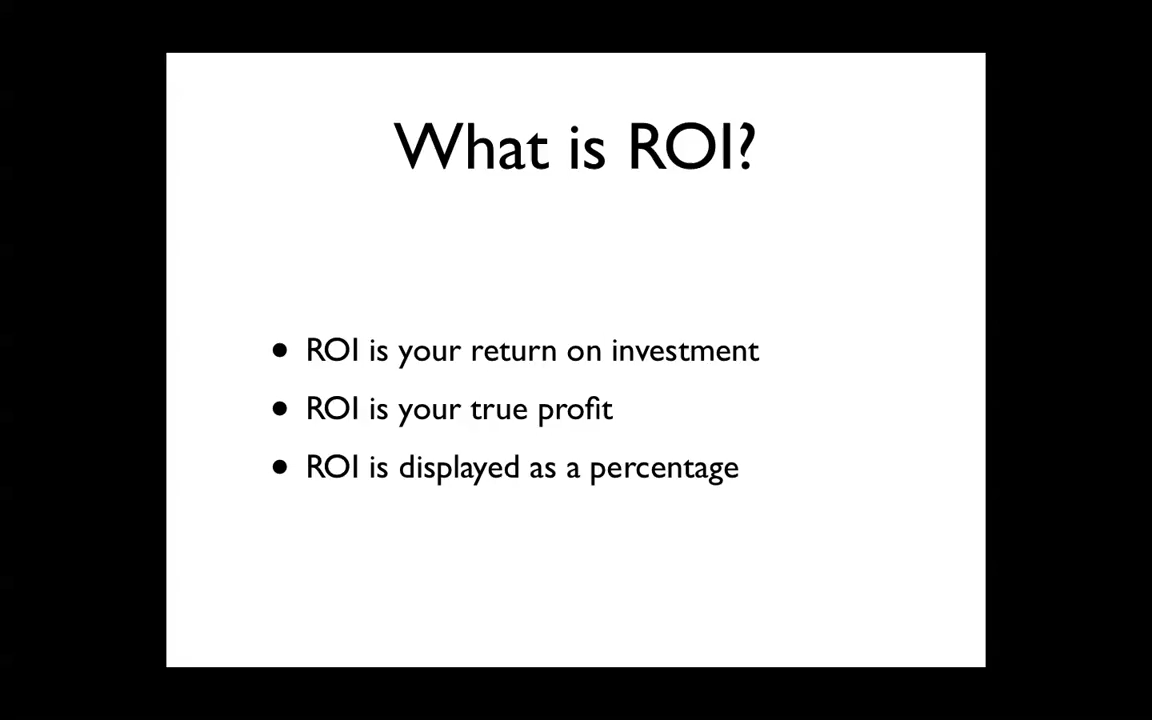 What is ROI?
• ROI is your return on investment
• ROI is your true profit
• ROI is displayed as a percentage